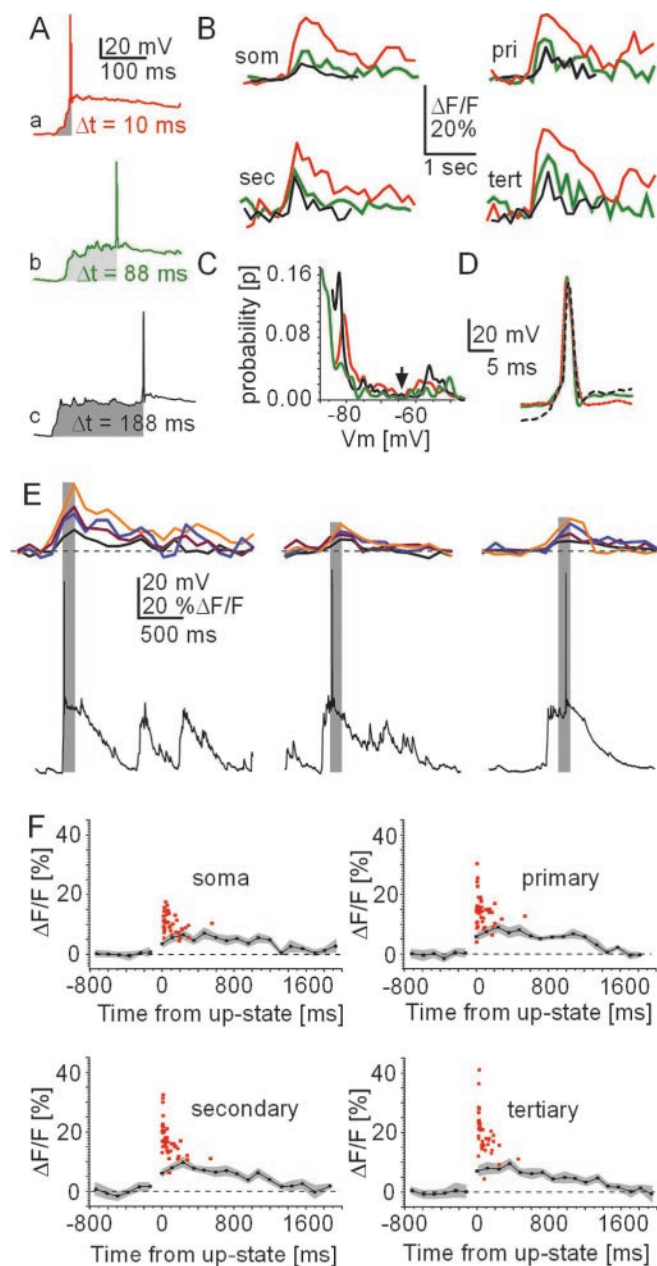 A
20 mV
100 ms
a
Δt = 10 ms
b
Δt = 88 ms
c
Δt = 188 ms
B
som
pri
ΔF/F
20%
1 sec
sec
tert
C
probability [p]
0.16
0.08
0.00
-80
-60
Vm [mV]
D
20 mV
5 ms
E
20 mV
20 %ΔF/F
500 ms
F
ΔF/F [%]
40
20
0
soma
-800
0
800
1600
Time from up-state [ms]
ΔF/F [%]
40
20
0
primary
-800
0
800
1600
Time from up-state [ms]
ΔF/F [%]
40
20
0
secondary
-800
0
800
1600
Time from up-state [ms]
ΔF/F [%]
40
20
0
tertiary
-800
0
800
1600
Time from up-state [ms]